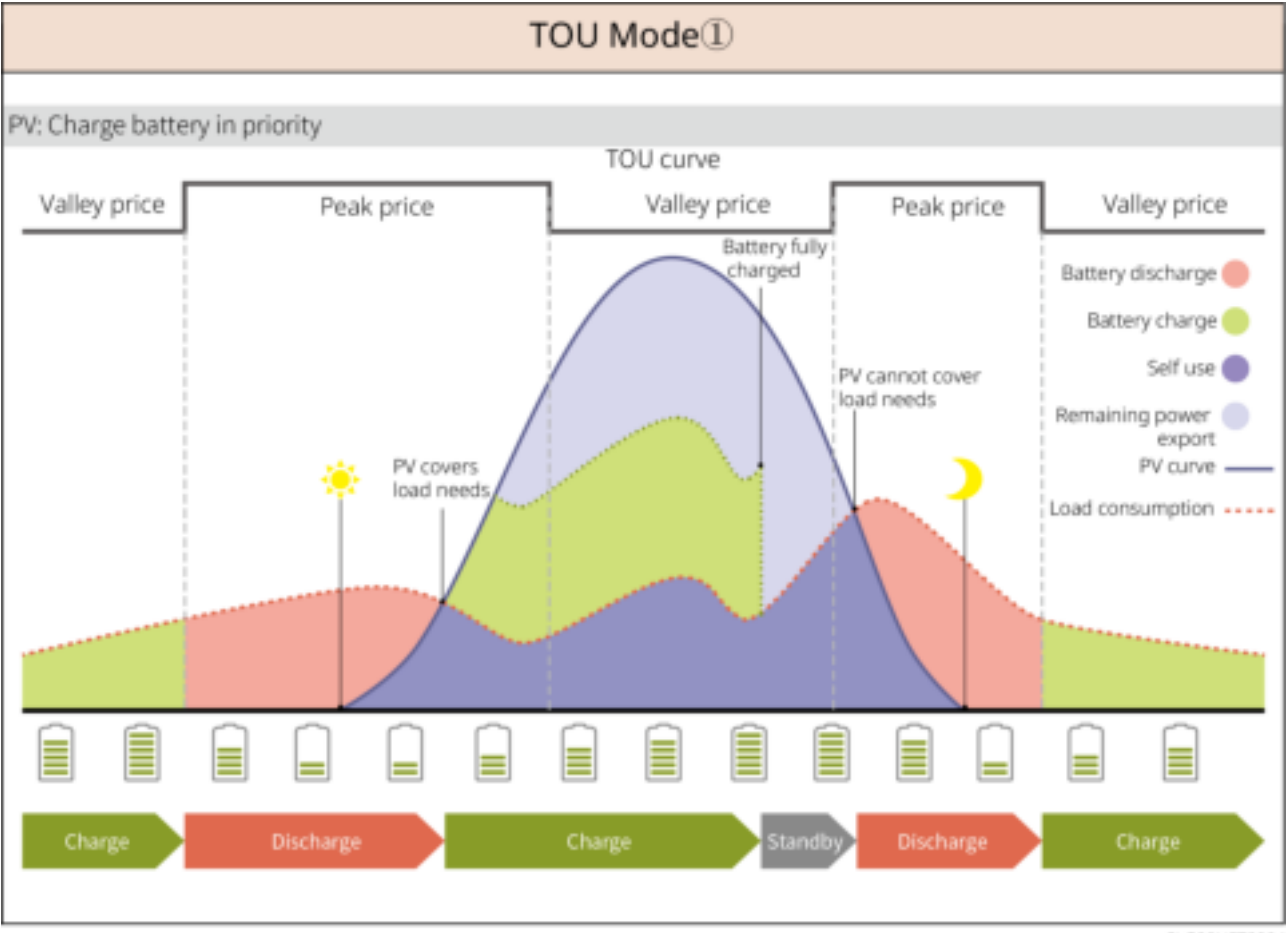 TOU Mode①
PV: Charge battery in priority
TOU curve
Valley price
Peak price
Valley price
Peak price
Valley price
Battery fully
charged
Battery discharge
Battery charge
Self use
Remaining power
export
PV curve
Load consumption
PV cannot cover
load needs
PV covers
load needs
Charge
Discharge
Charge
Standby
Discharge
Charge